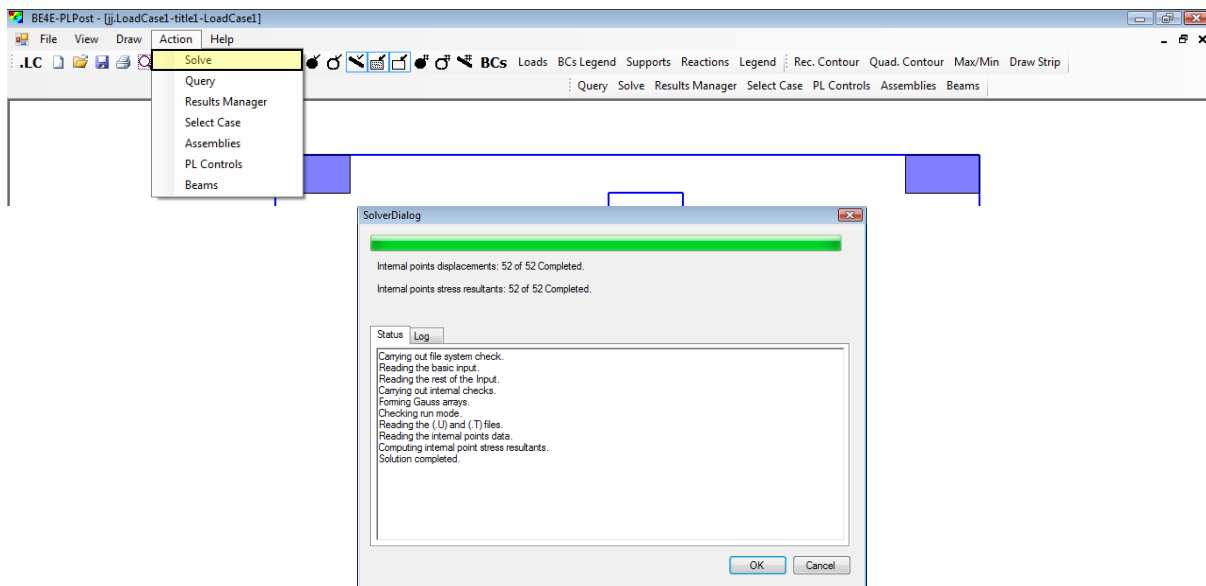 BE4E-PLPost - [jj.LoadCase1-title1-LoadCase1]
File View Draw Action Help
.LC BCs Loads BCs Legend Supports Reactions Legend Rec. Contour Quad. Contour Max/Min Draw Strip
Query Solve Results Manager Select Case PL Controls Assemblies Beams
Solve
Query
Results Manager
Select Case
Assemblies
PL Controls
Beams
SolverDialog
Internal points displacements: 52 of 52 Completed.
Internal points stress resultants: 52 of 52 Completed.
Status Log
Carrying out file system check.
Reading the basic input.
Reading the rest of the Input.
Carrying out internal checks.
Forming Gauss arrays.
Checking run mode.
Reading the (.U) and (.T) files.
Reading the internal points data.
Computing internal point stress resultants.
Solution completed.
OK Cancel